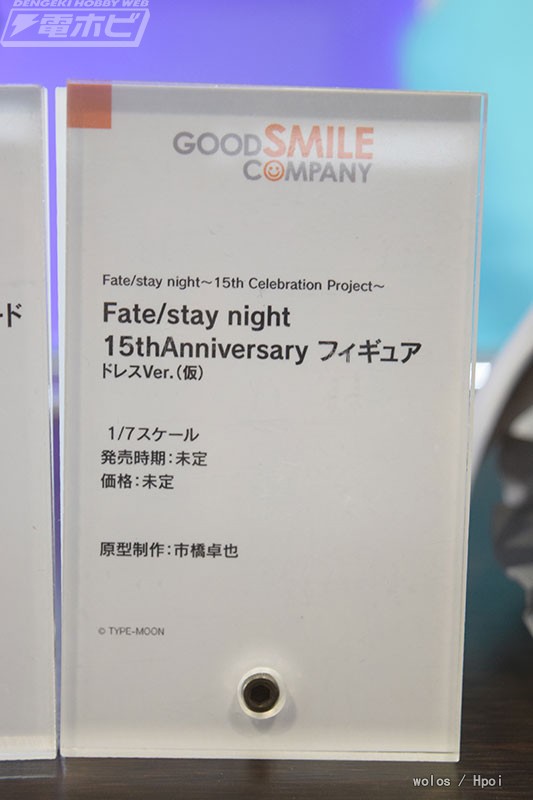 DENGEKI HOBBY WEB
電ホビ
GOOD SMILE
COMPANY
Fate/stay night～15th Celebration Project～
Fate/stay night
15thAnniversary フィギュア
ドレスVer.（仮）
1/7スケール
発売時期：未定
価格：未定
原型制作：市橋卓也
© TYPE-MOON
ド
wolos / Hpoi